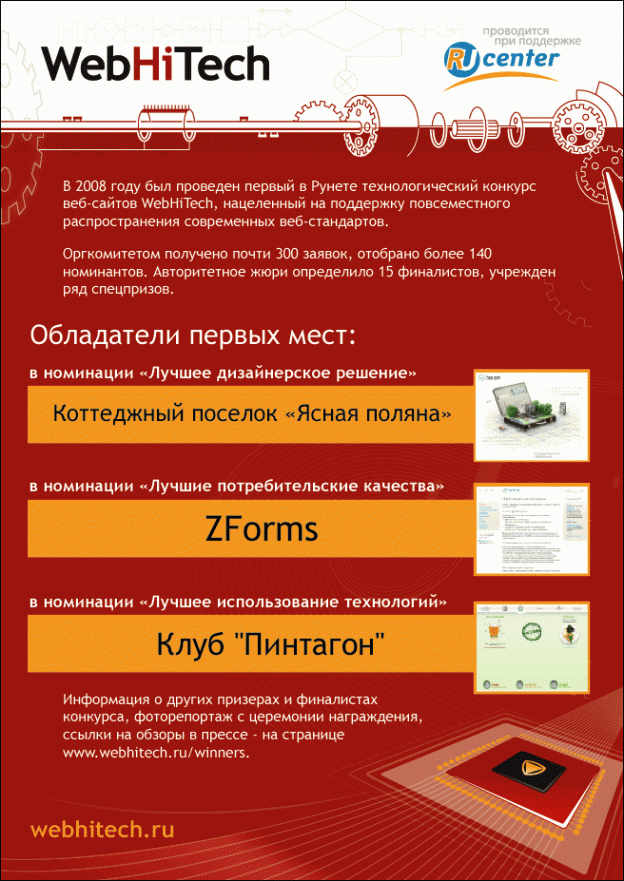 WebHiTech
проводится
при поддержке
RU center
В 2008 году был проведен первый в Рунете технологический конкурс
веб-сайтов WebHiTech, нацеленный на поддержку повсеместного
распространения современных веб-стандартов.
Оргкомитетом получено почти 300 заявок, отобрано более 140
номинантов. Авторитетное жюри определило 15 финалистов, учрежден
ряд спецпризов.
Обладатели первых мест:
в номинации «Лучшее дизайнерское решение»
Коттеджный поселок «Ясная поляна»
в номинации «Лучшие потребительские качества»
ZForms
в номинации «Лучшее использование технологий»
Клуб "Пинтагон"
Информация о других призерах и финалистах
конкурса, фоторепортаж с церемонии награждения,
ссылки на обзоры в прессе - на странице
www.webhitech.ru/winners.
webhitech.ru